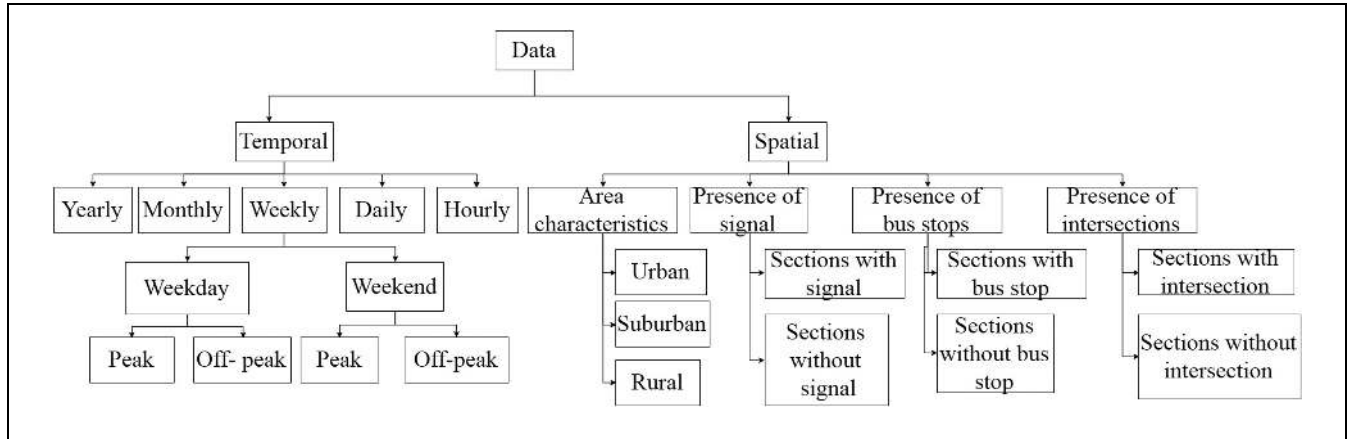 Data
Temporal
Spatial
Yearly
Monthly
Weekly
Daily
Hourly
Area
characteristics
Presence of
signal
Presence of
bus stops
Presence of
intersections
Weekday
Weekend
Peak
Off- peak
Peak
Off-peak
Urban
Suburban
Rural
Sections with
signal
Sections
without
signal
Sections with
bus stop
Sections
without bus
stop
Sections with
intersection
Sections without
intersection